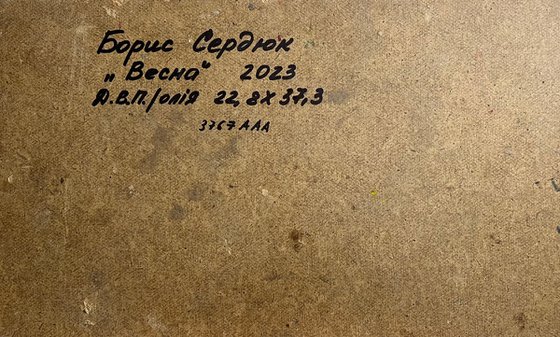 Борис Сердюк
„Весна" 2023
Д.В.П./олія 22,8х37,3
3767ААА